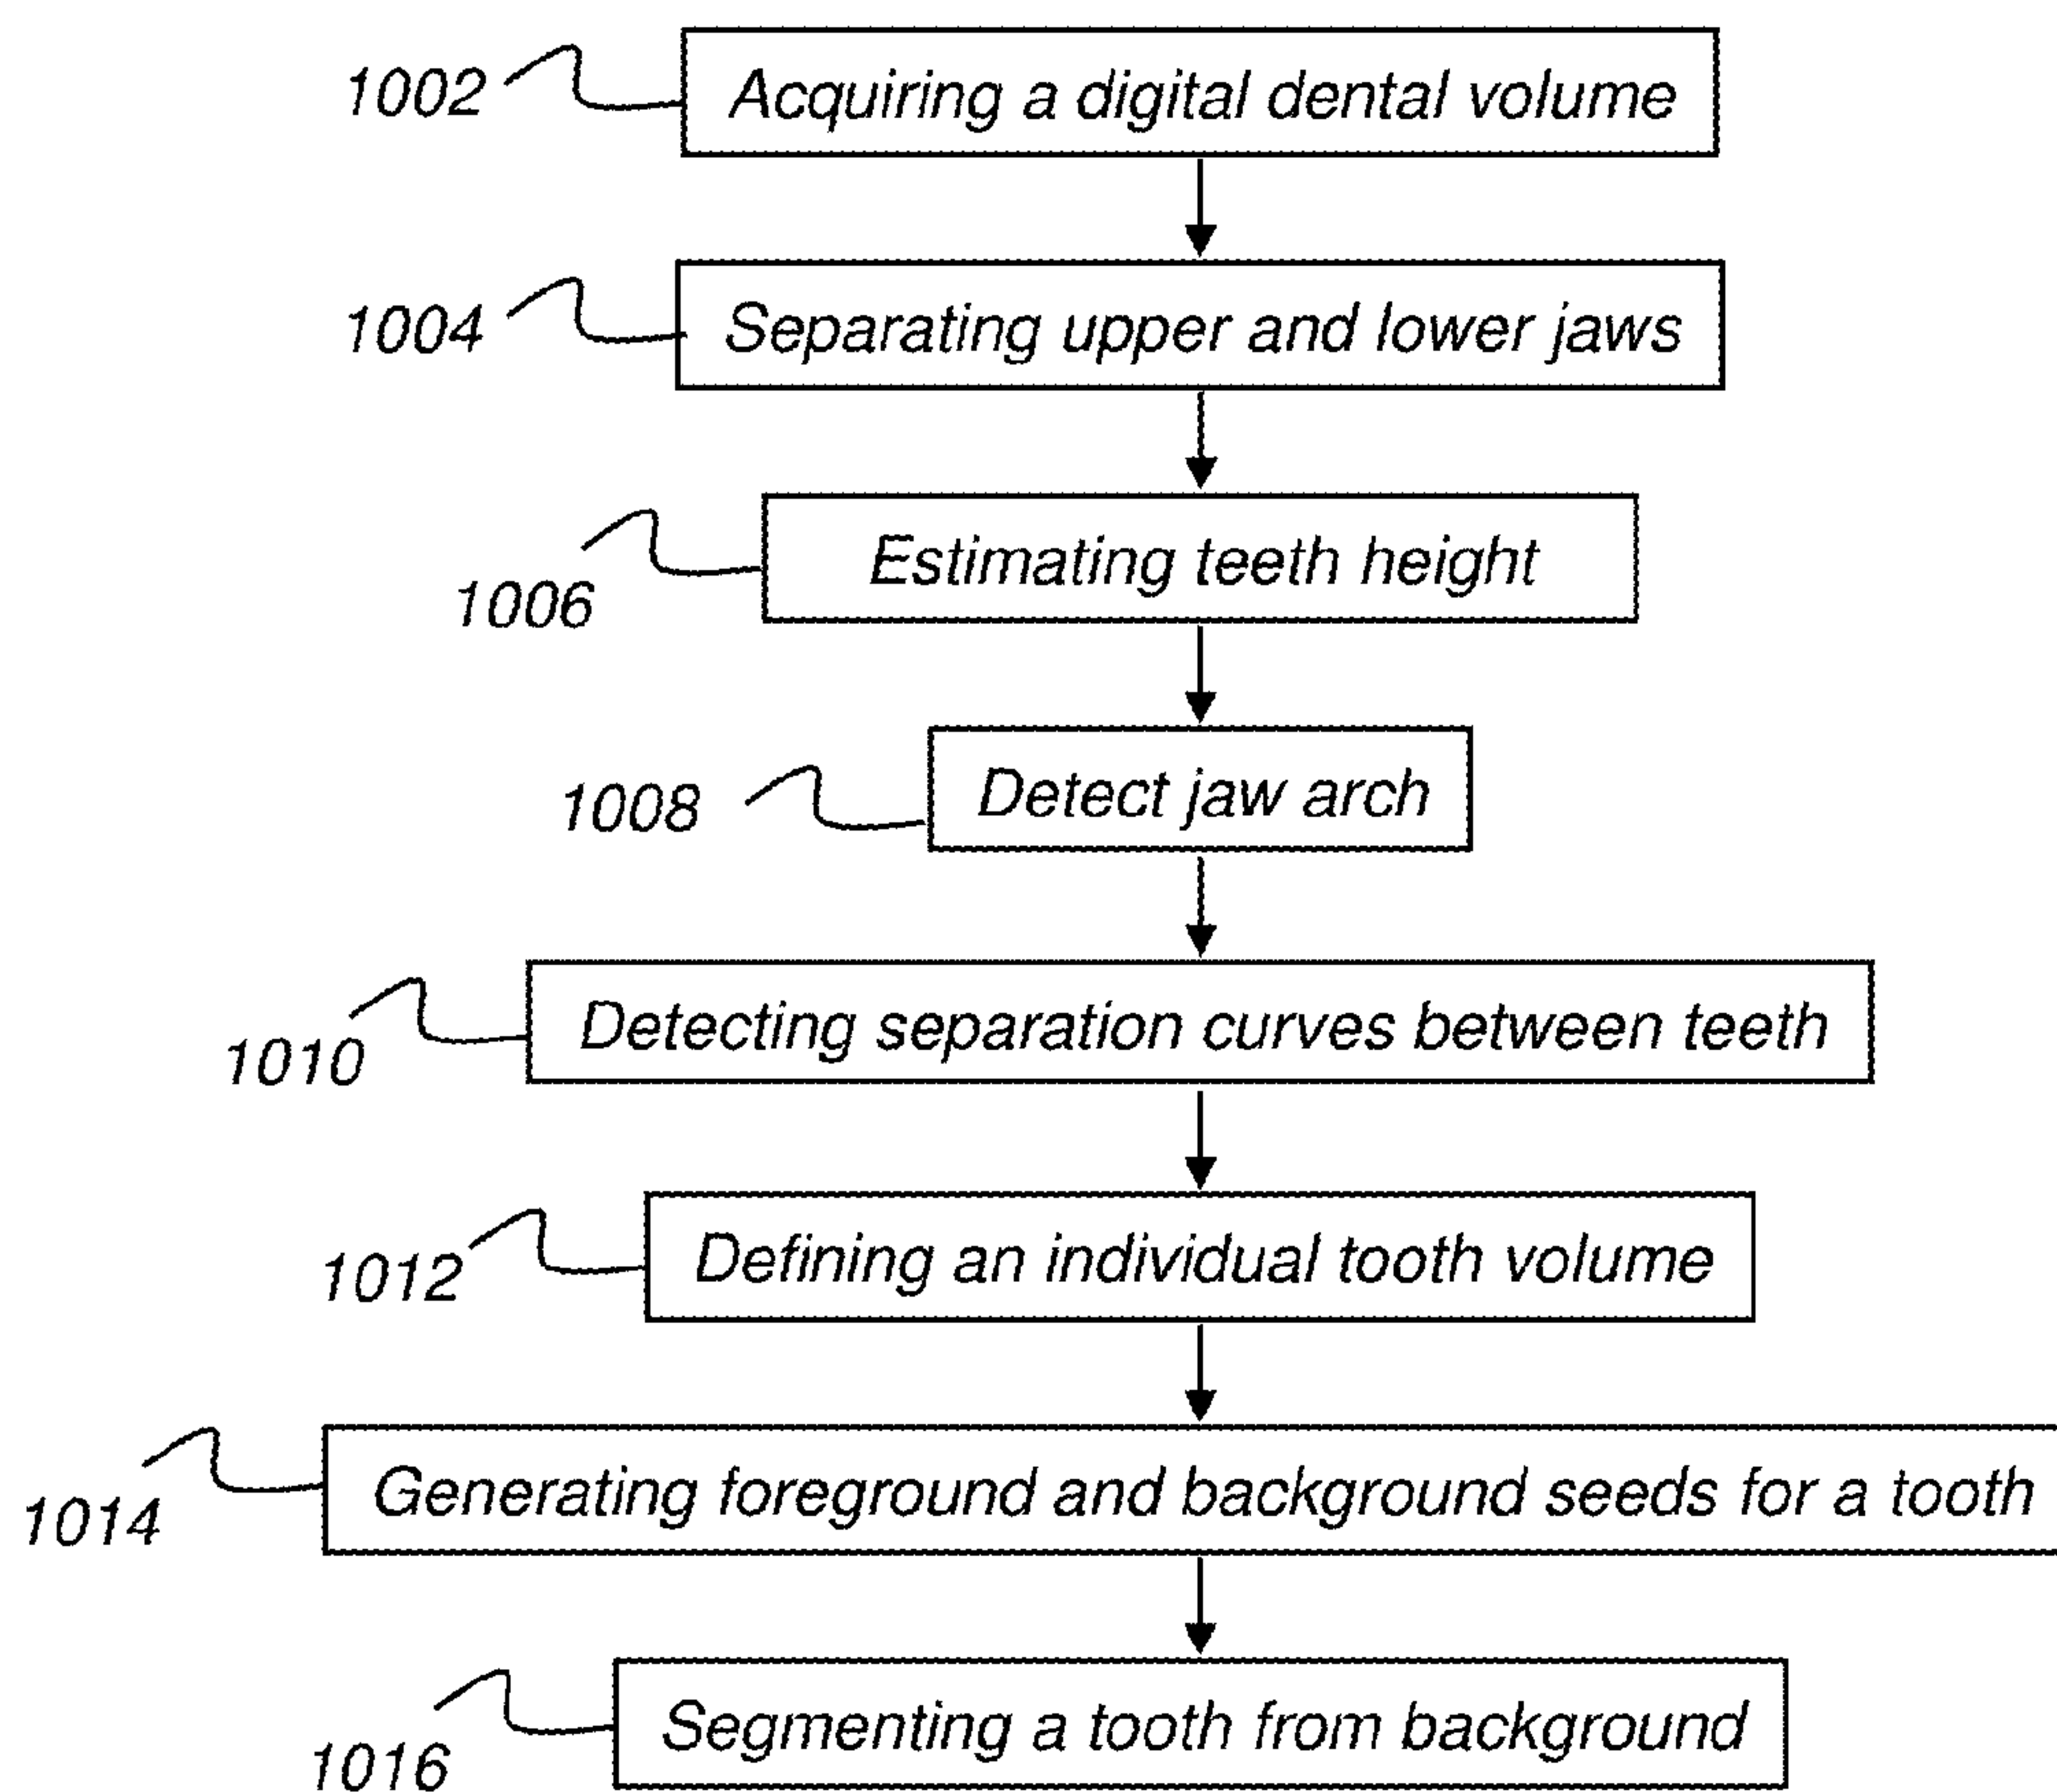 1002 Acquiring a digital dental volume
1004 Separating upper and lower jaws
1006 Estimating teeth height
1008 Detect jaw arch
1010 Detecting separation curves between teeth
1012 Defining an individual tooth volume
1014 Generating foreground and background seeds for a tooth
1016 Segmenting a tooth from background